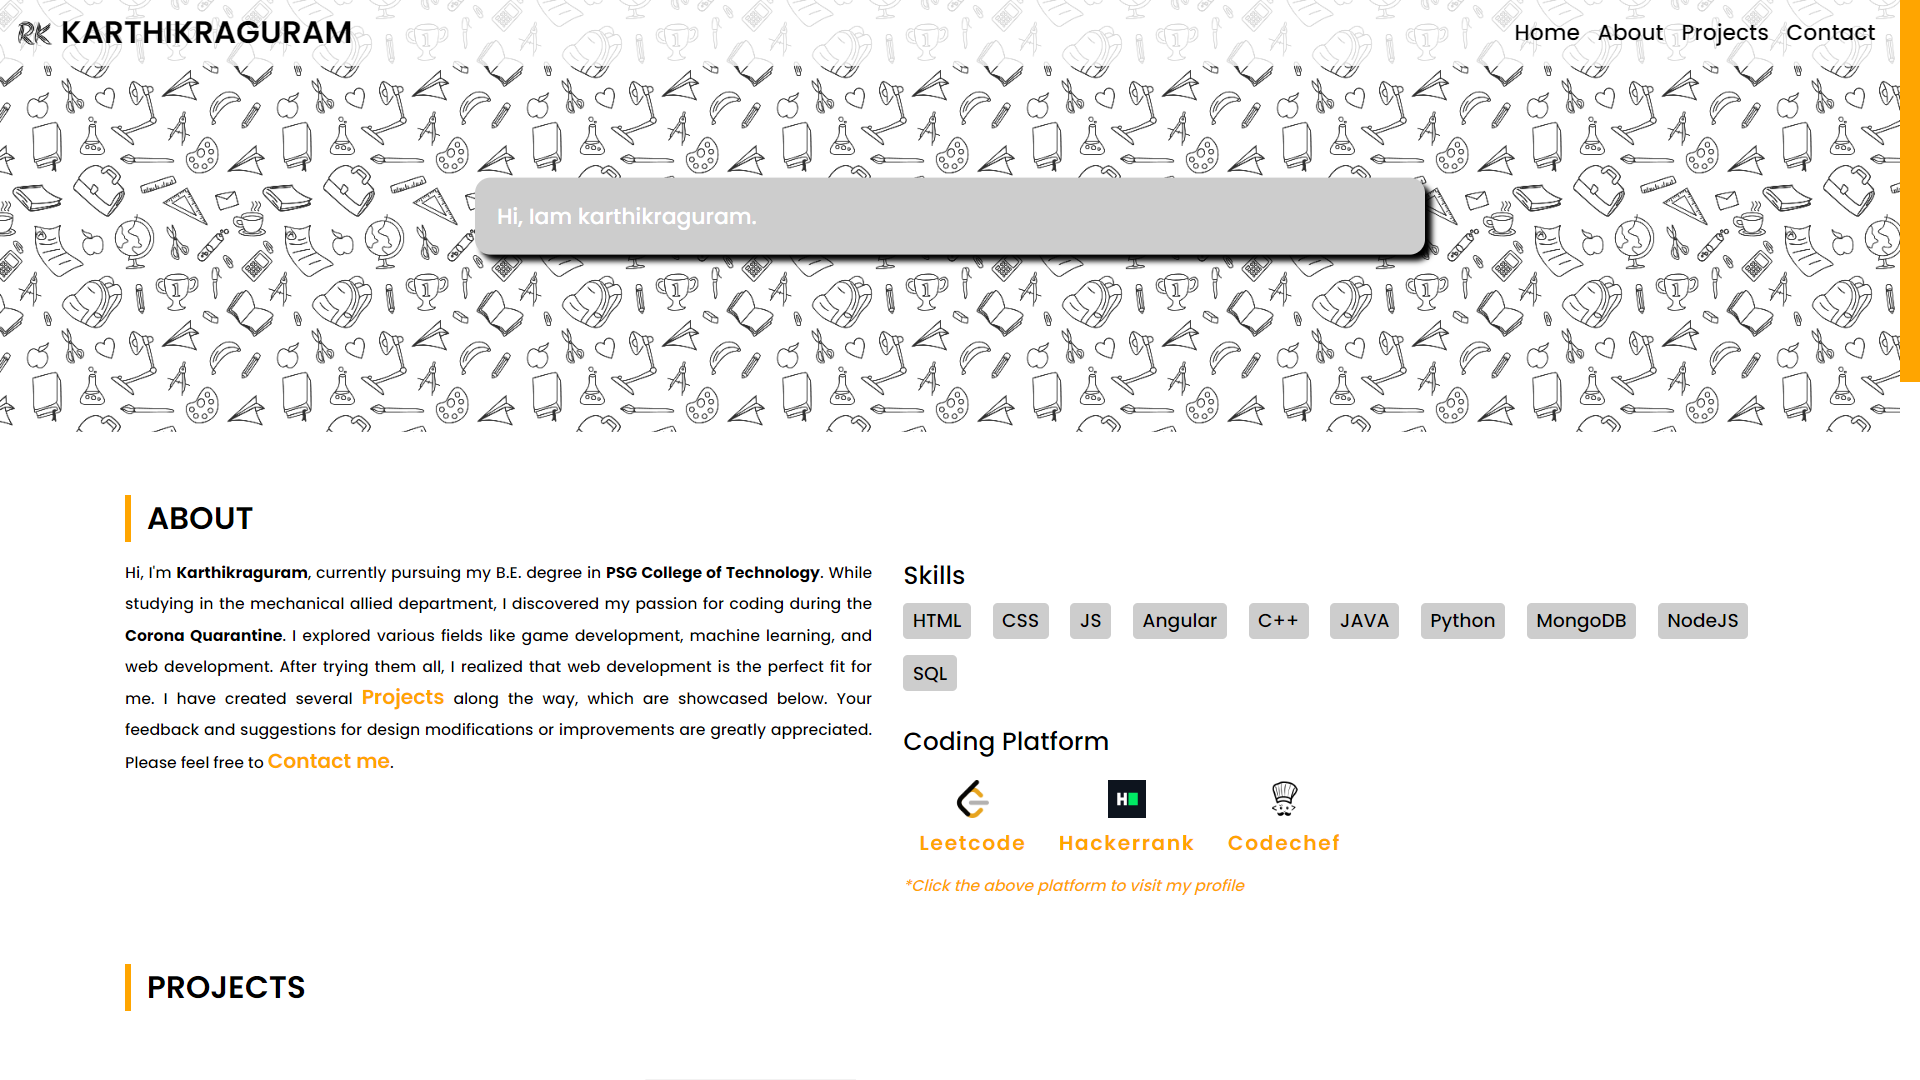 RK KARTHIKRAGURAM
Home About Projects Contact
Hi, Iam karthikraguram.
ABOUT
Hi, I'm Karthikraguram, currently pursuing my B.E. degree in PSG College of Technology. While
studying in the mechanical allied department, I discovered my passion for coding during the
Corona Quarantine. I explored various fields like game development, machine learning, and
web development. After trying them all, I realized that web development is the perfect fit for
me. I have created several Projects along the way, which are showcased below. Your
feedback and suggestions for design modifications or improvements are greatly appreciated.
Please feel free to Contact me.
Skills
HTML CSS JS Angular C++ JAVA Python MongoDB NodeJS
SQL
Coding Platform
H
Leetcode Hackerrank Codechef
*Click the above platform to visit my profile
PROJECTS